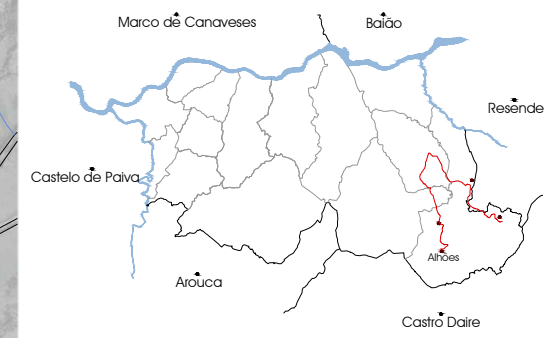 Marco de Canaveses
Baião
Resende
Castelo de Paiva
Alhões
Arouca
Castro Daire